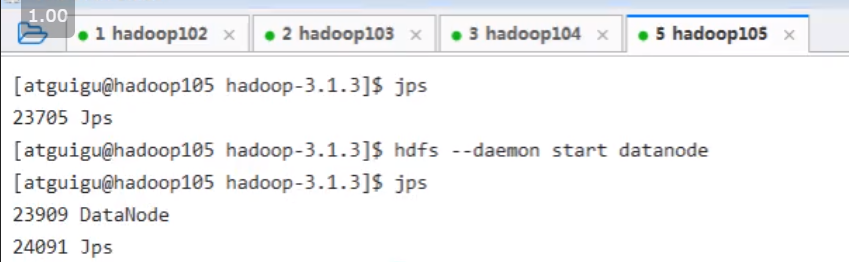 1.00
1 hadoop102 × 2 hadoop103 × 3 hadoop104 × 5 hadoop105 ×
[atguigu@hadoop105 hadoop-3.1.3]$ jps
23705 Jps
[atguigu@hadoop105 hadoop-3.1.3]$ hdfs --daemon start datanode
[atguigu@hadoop105 hadoop-3.1.3]$ jps
23909 DataNode
24091 Jps